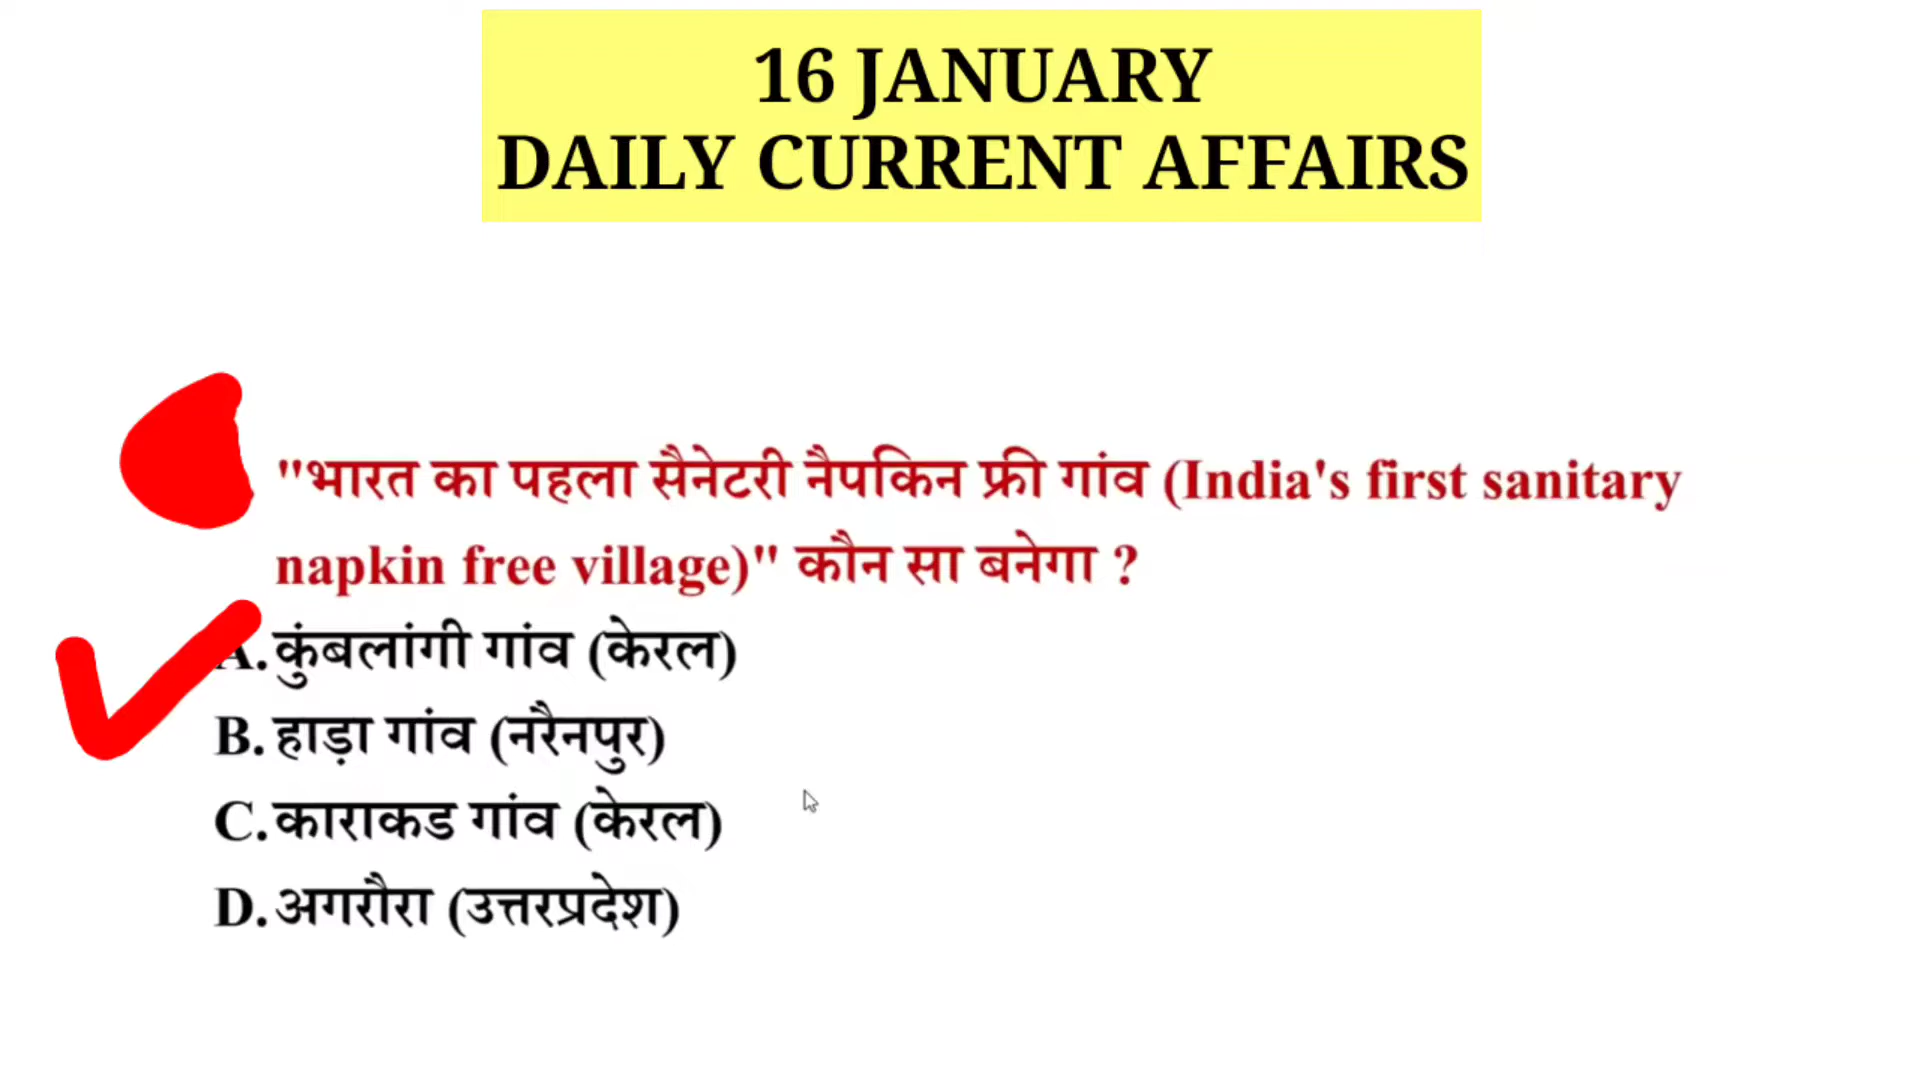 16 JANUARY
DAILY CURRENT AFFAIRS
"भारत का पहला सैनेटरी नैपकिन फ्री गांव (India's first sanitary
napkin free village)" कौन सा बनेगा ?
A. कुंबलांगी गांव (केरल)
B. हाड़ा गांव (नरैनपुर)
C. काराकड गांव (केरल)
D. अगरौरा (उत्तरप्रदेश)